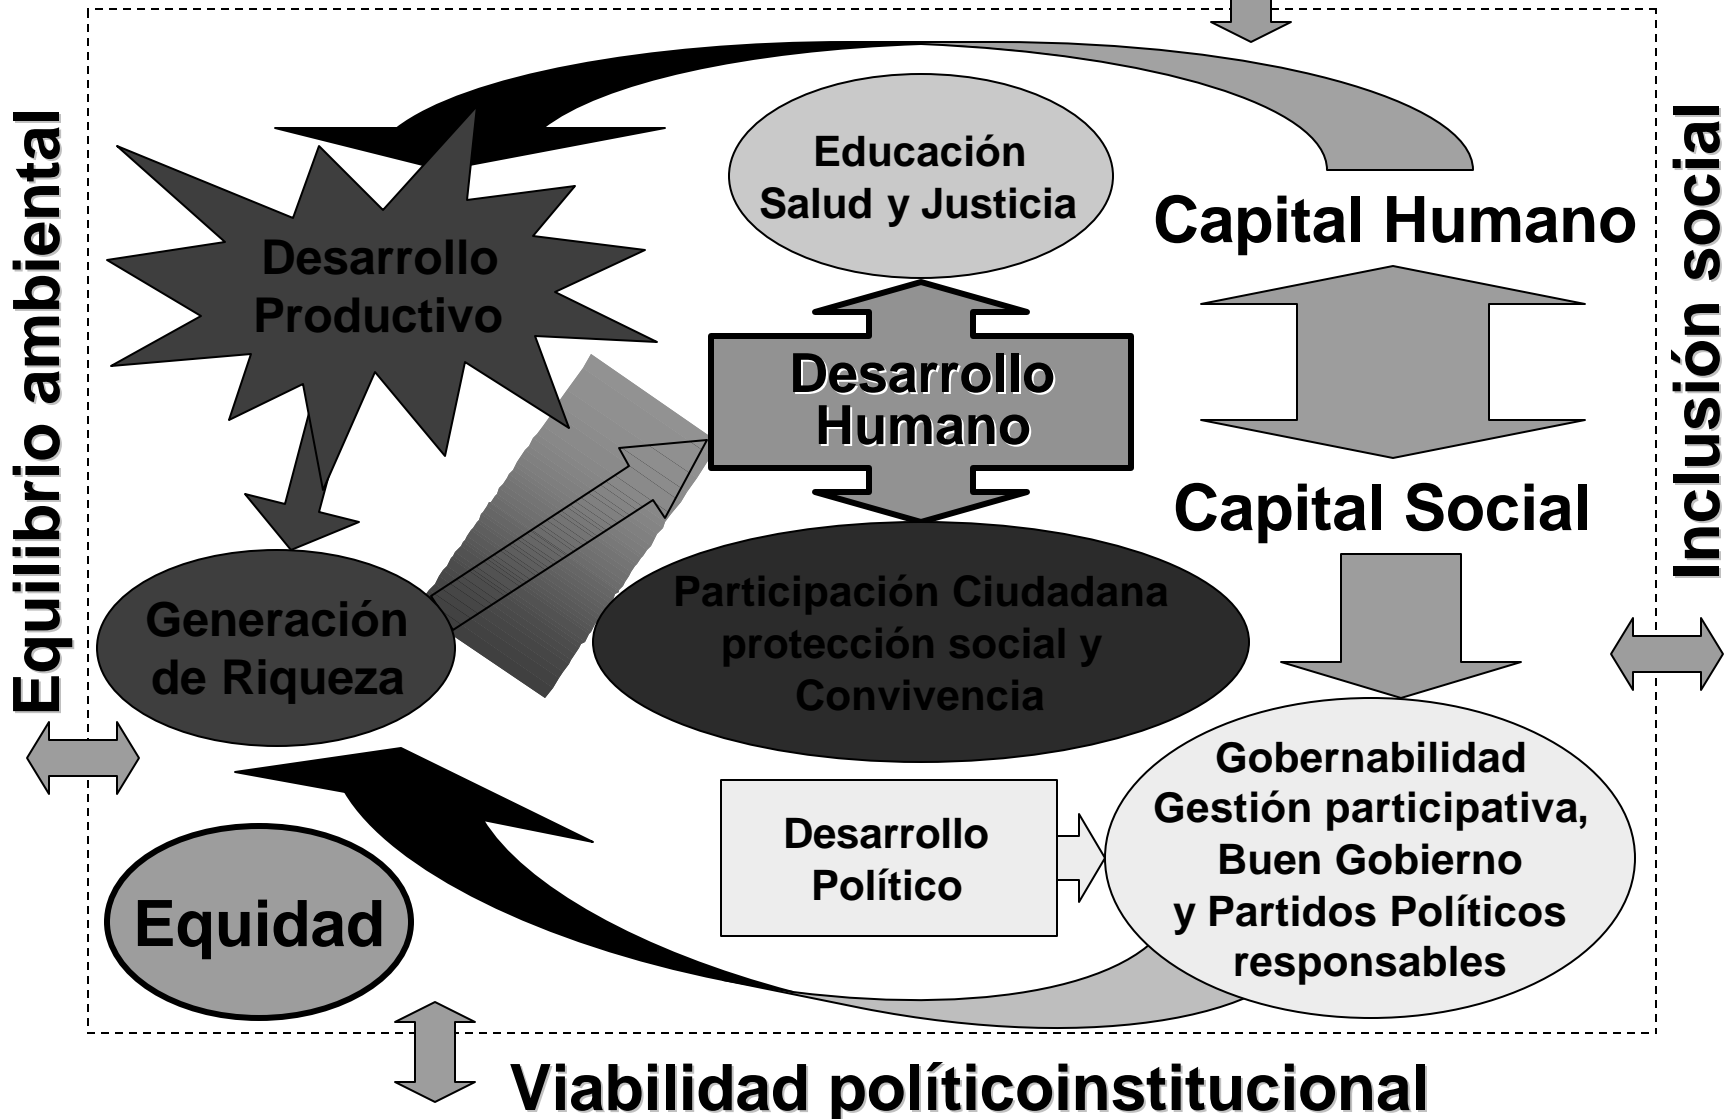 Equilibrio ambiental
Educación
Salud y Justicia
Capital Humano
Inclusión social
Desarrollo
Productivo
Desarrollo
Humano
Capital Social
Generación
de Riqueza
Participación Ciudadana
protección social y
Convivencia
Gobernabilidad
Gestión participativa,
Buen Gobierno
y Partidos Políticos
responsables
Desarrollo
Político
Equidad
Viabilidad políticoinstitucional